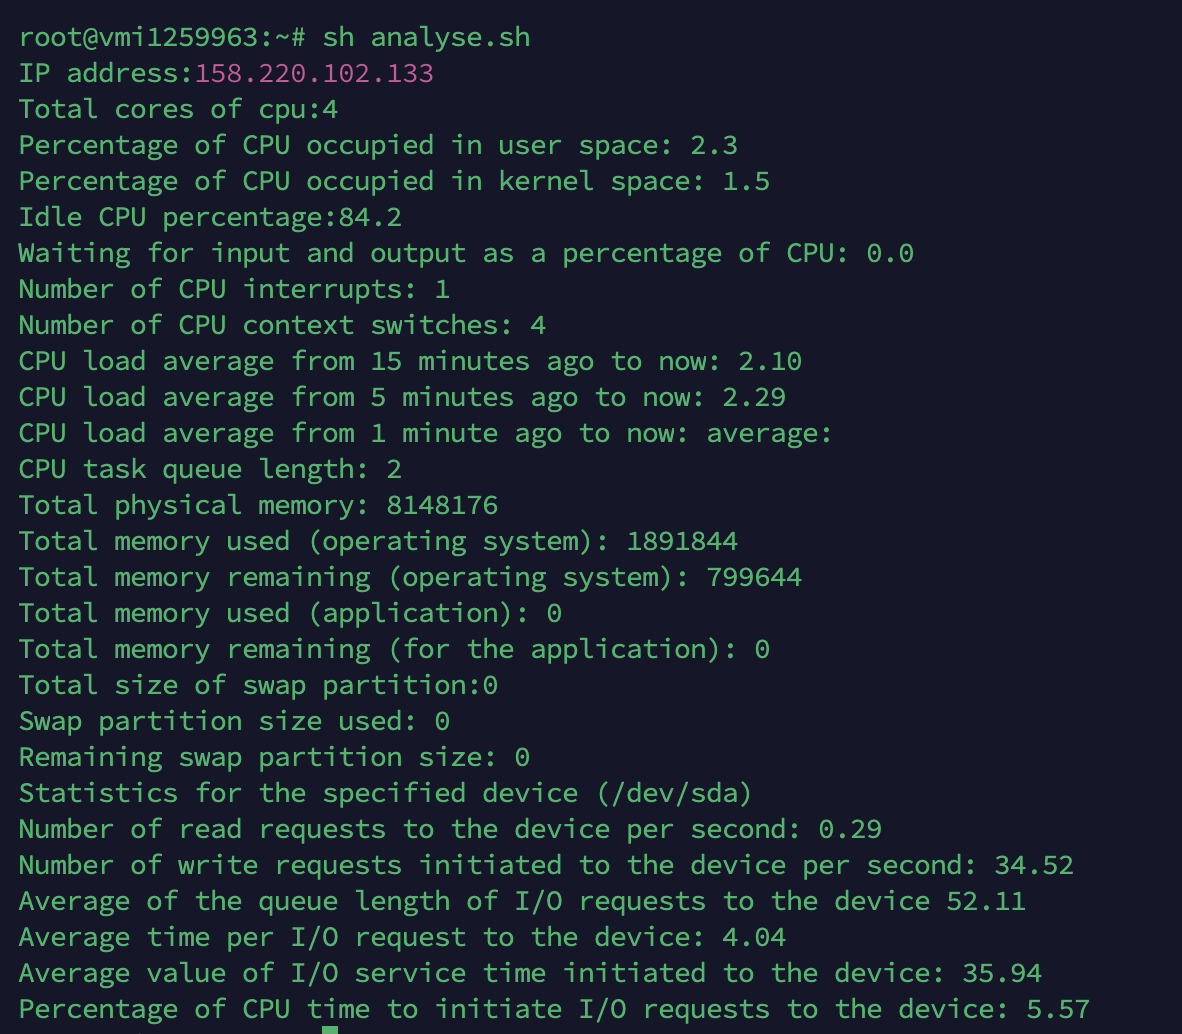 root@vmi1259963:~# sh analyse.sh
IP address:158.220.102.133
Total cores of cpu:4
Percentage of CPU occupied in user space: 2.3
Percentage of CPU occupied in kernel space: 1.5
Idle CPU percentage:84.2
Waiting for input and output as a percentage of CPU: 0.0
Number of CPU interrupts: 1
Number of CPU context switches: 4
CPU load average from 15 minutes ago to now: 2.10
CPU load average from 5 minutes ago to now: 2.29
CPU load average from 1 minute ago to now: average:
CPU task queue length: 2
Total physical memory: 8148176
Total memory used (operating system): 1891844
Total memory remaining (operating system): 799644
Total memory used (application): 0
Total memory remaining (for the application): 0
Total size of swap partition:0
Swap partition size used: 0
Remaining swap partition size: 0
Statistics for the specified device (/dev/sda)
Number of read requests to the device per second: 0.29
Number of write requests initiated to the device per second: 34.52
Average of the queue length of I/O requests to the device 52.11
Average time per I/O request to the device: 4.04
Average value of I/O service time initiated to the device: 35.94
Percentage of CPU time to initiate I/O requests to the device: 5.57